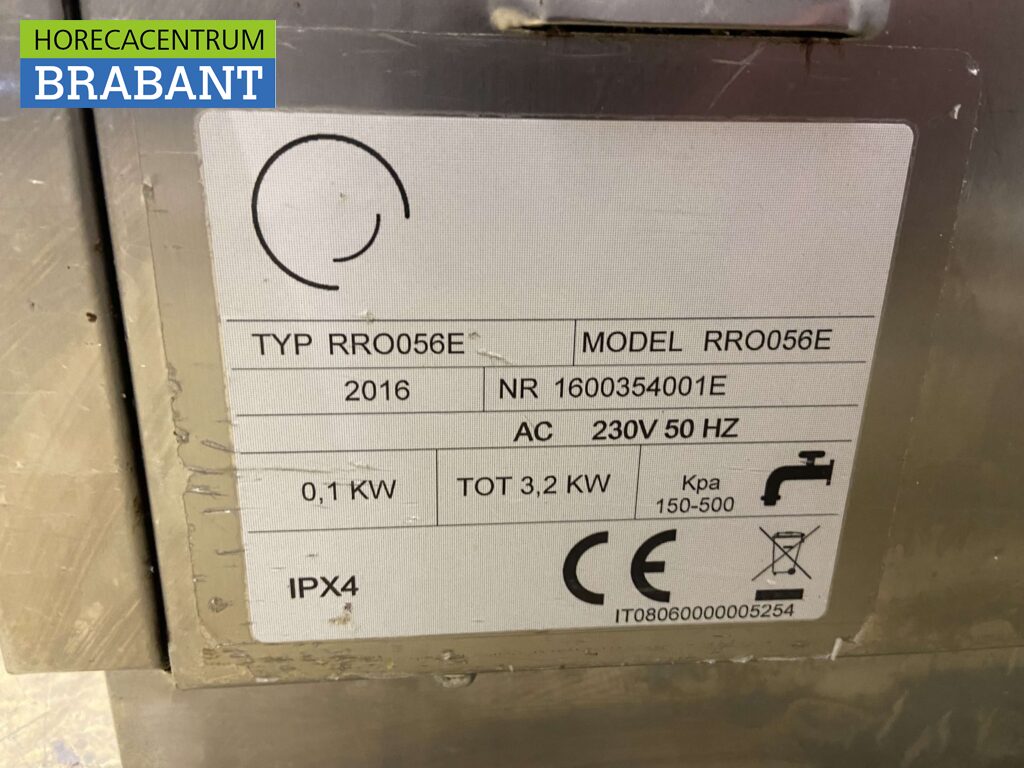 HORECACENTRUM
BRABANT
TYP RRO056E MODEL RRO056E
2016 NR 1600354001E
AC 230V 50 HZ
0,1 KW TOT 3,2 KW Kpa
150-500
IPX4 CE
IT08060000005254